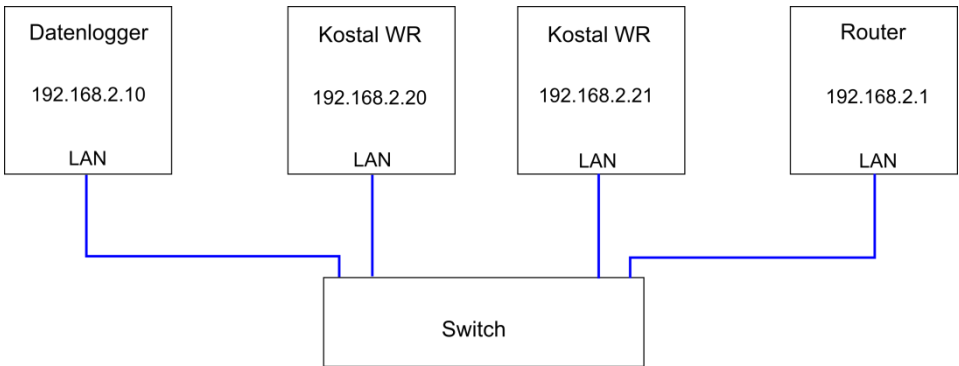 Datenlogger
192.168.2.10
LAN
Kostal WR
192.168.2.20
LAN
Kostal WR
192.168.2.21
LAN
Router
192.168.2.1
LAN
Switch